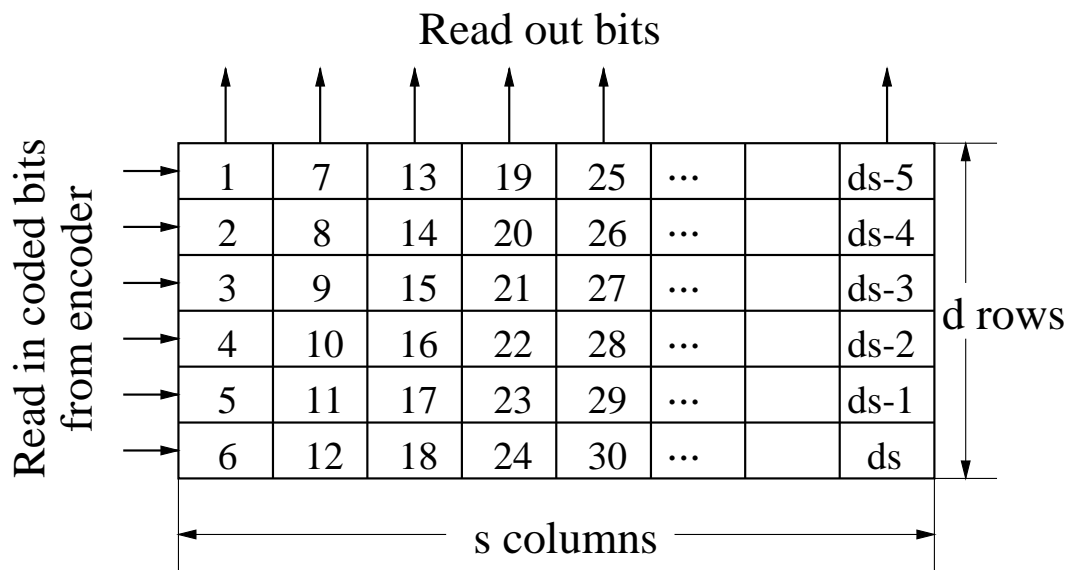 Read out bits
Read in coded bits
from encoder
1 7 13 19 25 ... ds-5
2 8 14 20 26 ... ds-4
3 9 15 21 27 ... ds-3
4 10 16 22 28 ... ds-2
5 11 17 23 29 ... ds-1
6 12 18 24 30 ... ds
d rows
s columns